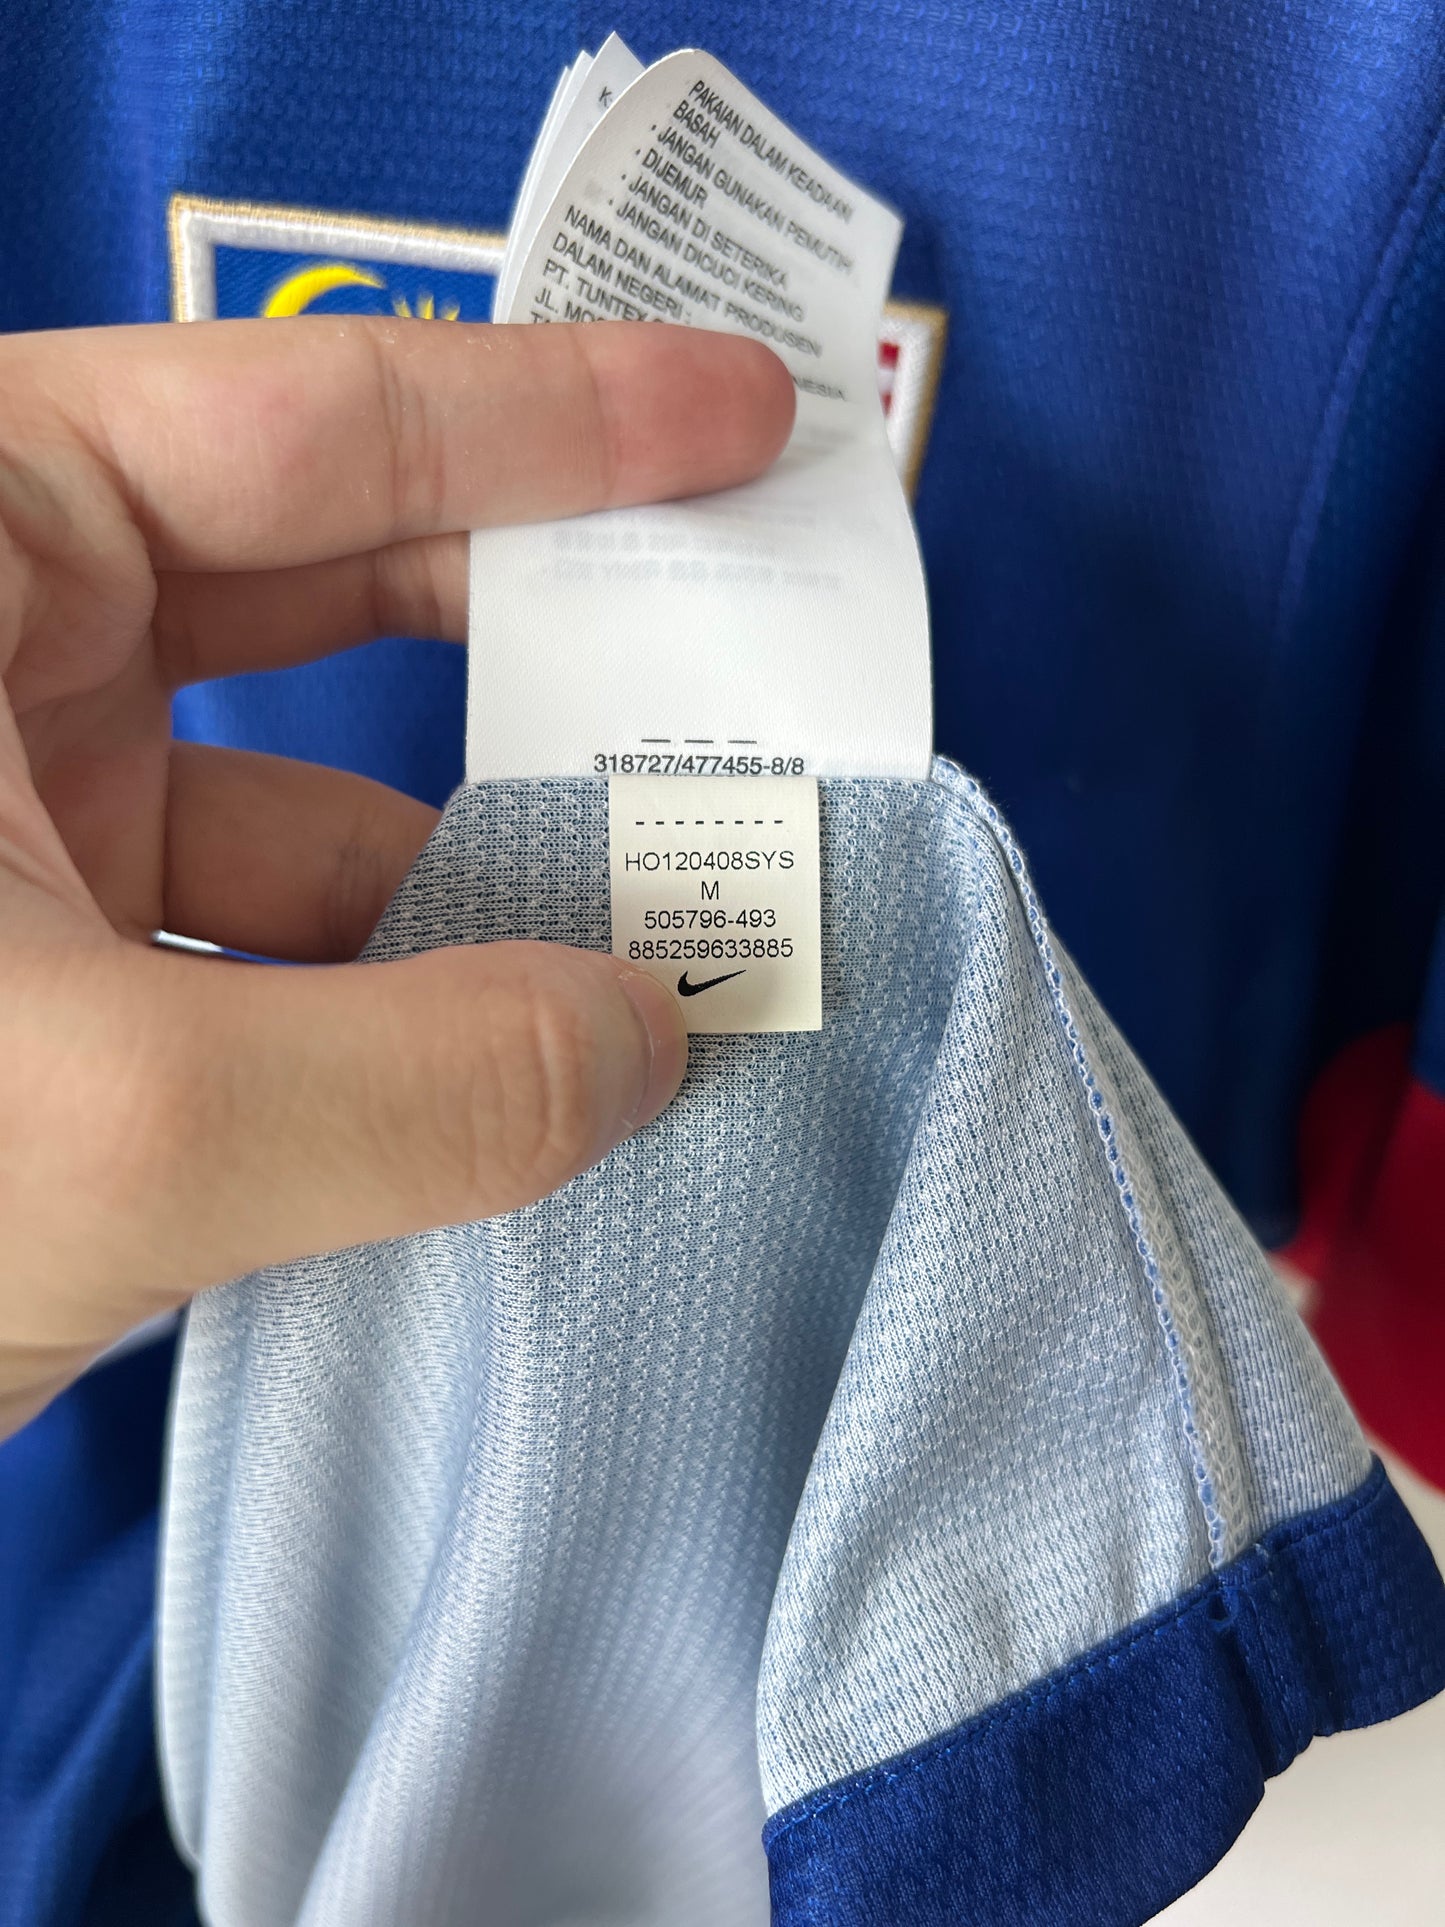 K
PAKAIAN DALAM KEADAAN
BASAH
. JANGAN GUNAKAN PEMUTIH
. DIJEMUR
. JANGAN DI SETERIKA
. JANGAN DICUCI KERING
NAMA DAN ALAMAT PRODUSEN
DALAM NEGERI :
PT. TUNTEX
JL.
318727/477455-8/8
HO120408SYS
M
505796-493
885259633885